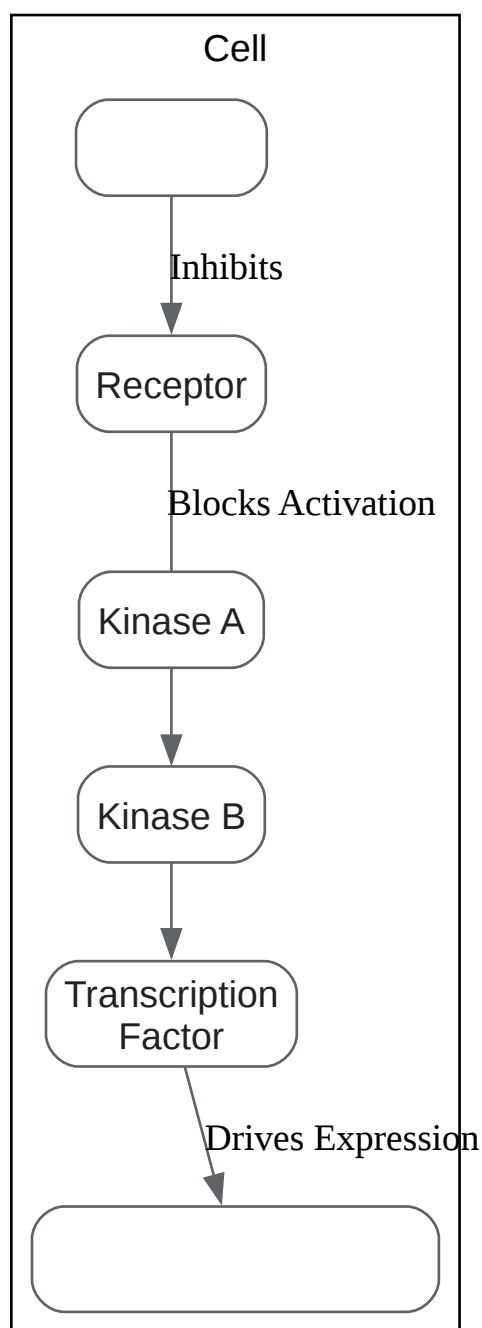 Cell
Inhibits
Receptor
Blocks Activation
Kinase A
Kinase B
Transcription
Factor
Drives Expression